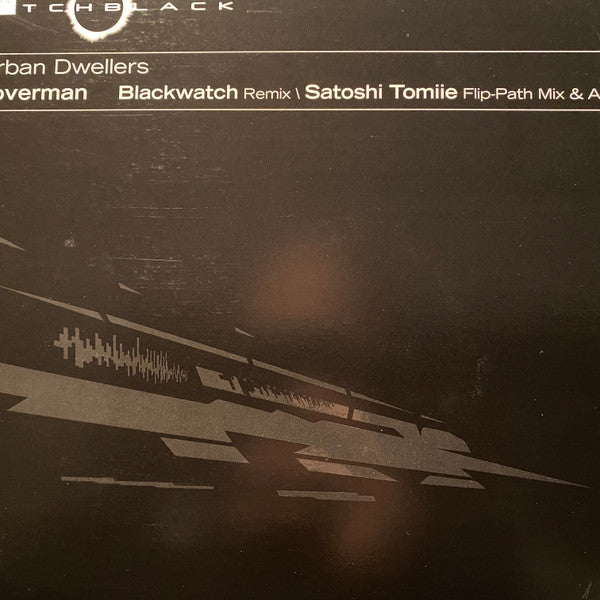 TCHBLACK
rban Dwellers
overman Blackwatch Remix \ Satoshi Tomiie Flip-Path Mix & A